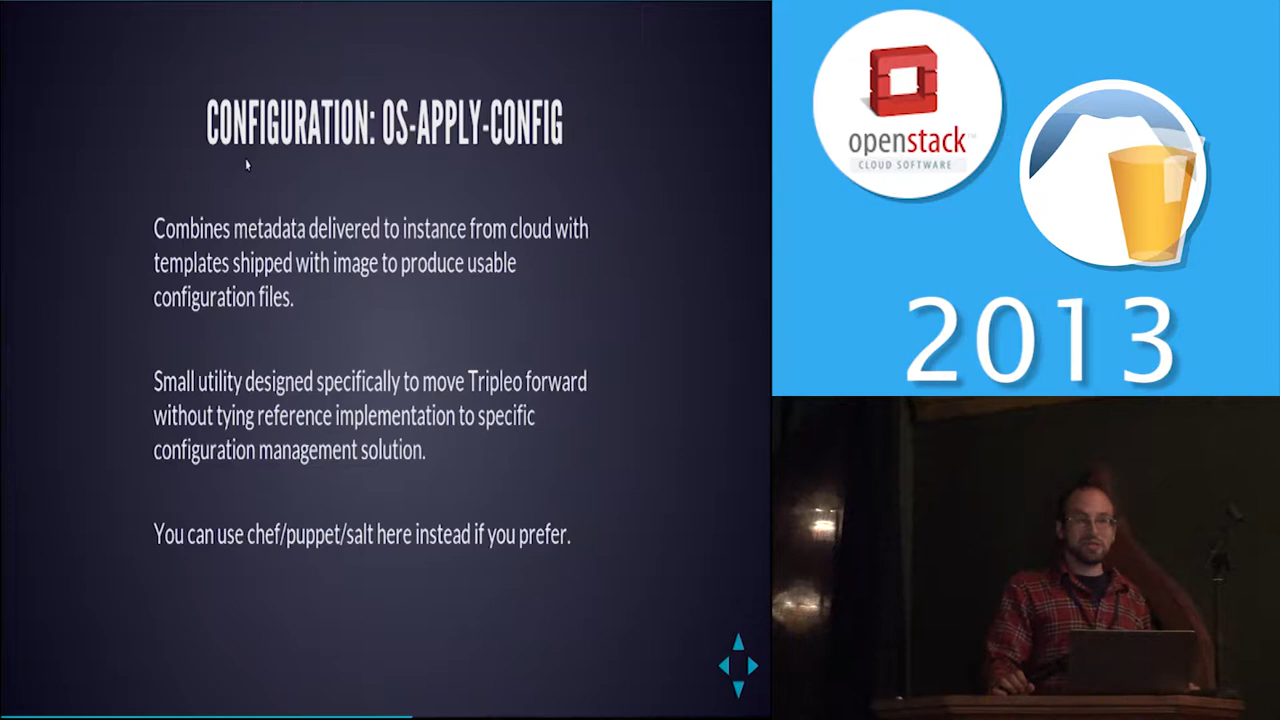 CONFIGURATION: OS-APPLY-CONFIG
Combines metadata delivered to instance from cloud with
templates shipped with image to produce usable
configuration files.
Small utility designed specifically to move Tripleo forward
without tying reference implementation to specific
configuration management solution.
You can use chef/puppet/salt here instead if you prefer.
openstack™
CLOUD SOFTWARE
2013